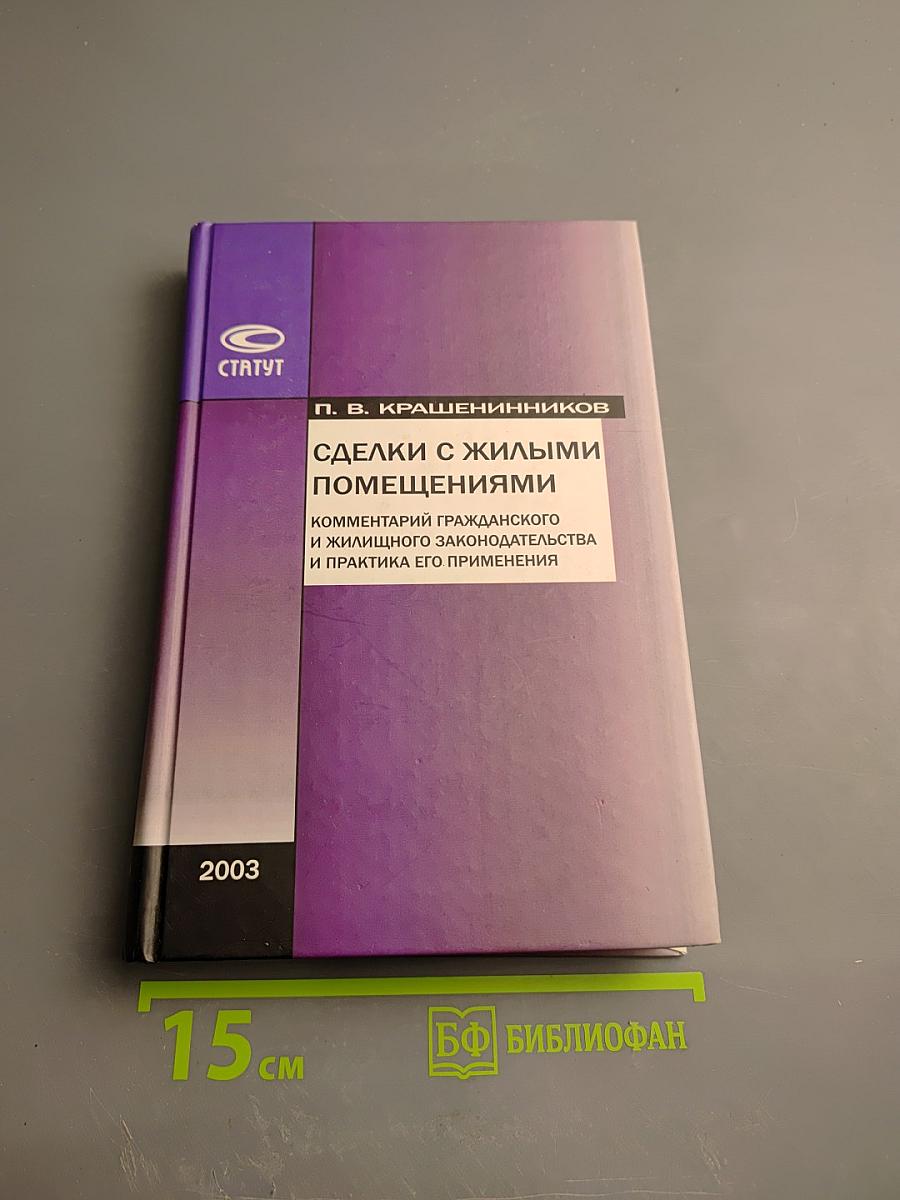 СТАТУТ
П. В. КРАШЕНИННИКОВ
СДЕЛКИ С ЖИЛЫМИ
ПОМЕЩЕНИЯМИ
КОММЕНТАРИЙ ГРАЖДАНСКОГО
И ЖИЛИЩНОГО ЗАКОНОДАТЕЛЬСТВА
И ПРАКТИКА ЕГО ПРИМЕНЕНИЯ
2003
15 см
БФ БИБЛИОФАН